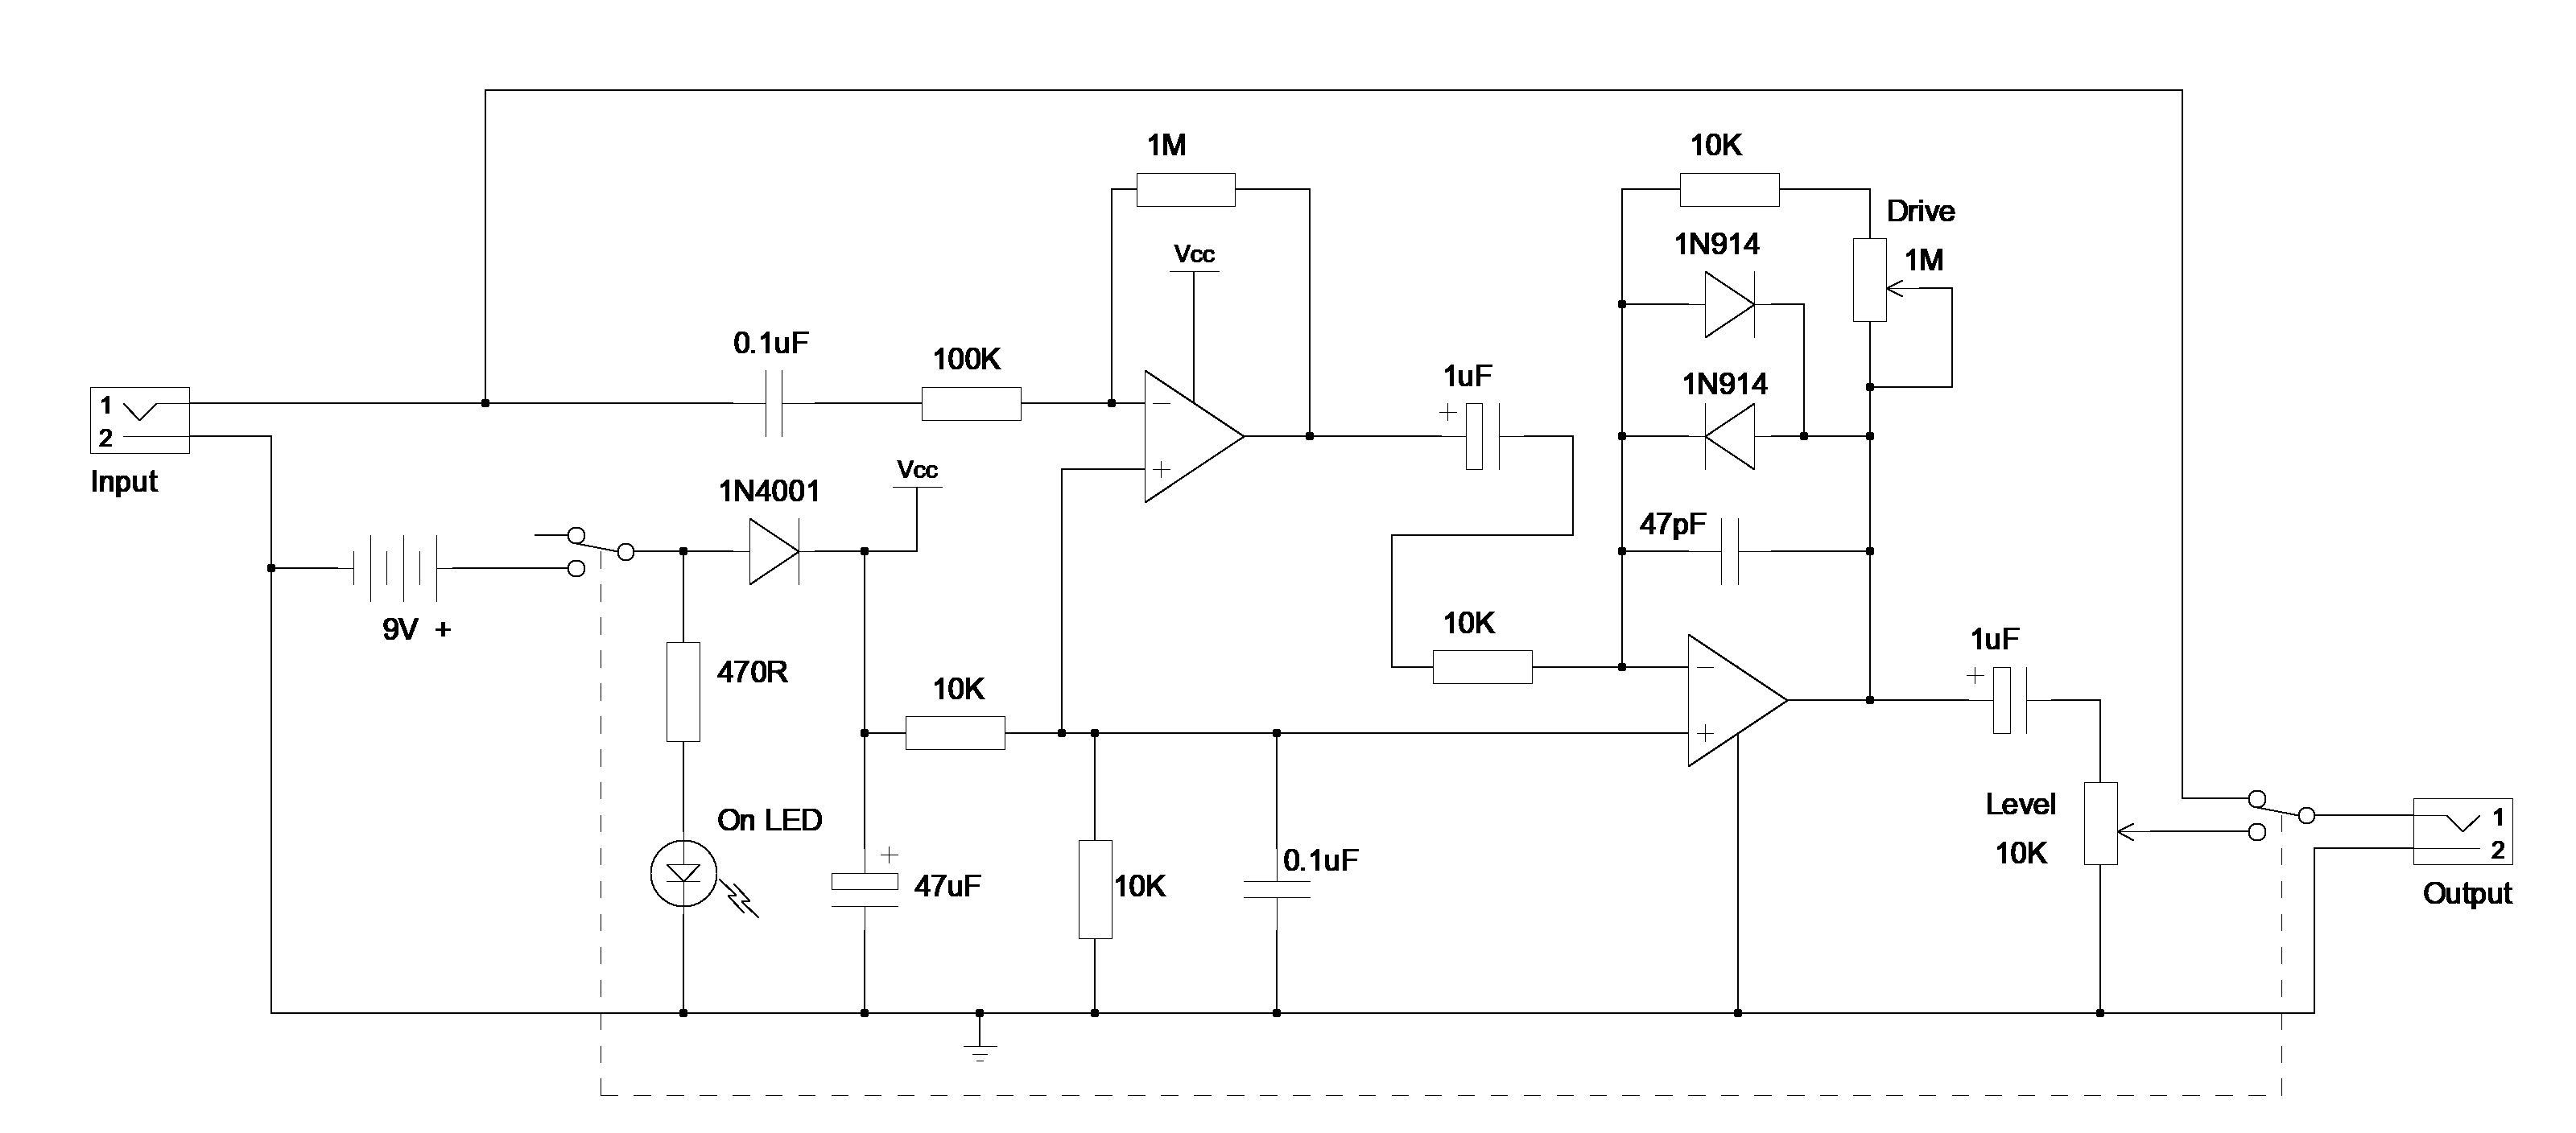 1M
10K
Drive
1N914
1M
Vcc
0.1uF
100K
1uF
1N914
1
2
−
+
Input
Vcc
1N4001
47pF
9V +
10K
1uF
+
470R
10K
−
+
+
On LED
Level
10K
1
2
+
47uF
10K
0.1uF
Output